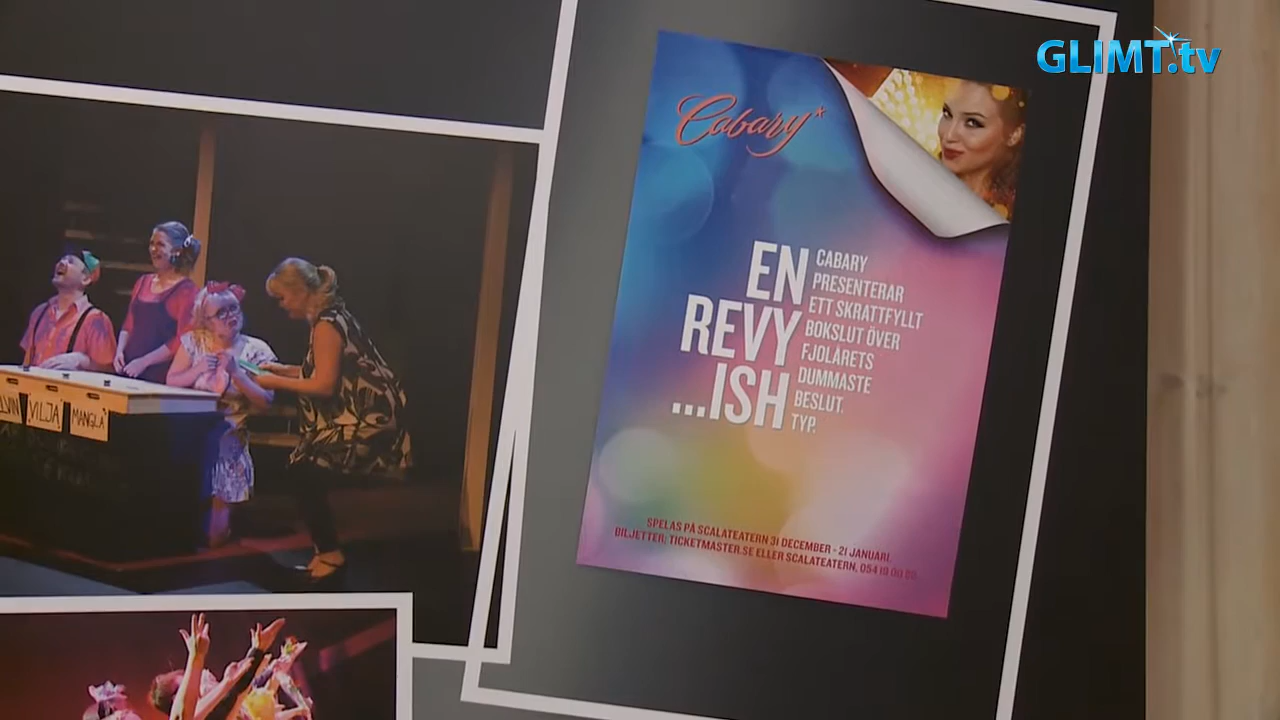 GLIMT.tv
Cabary*
EN
REVY
...ISH
CABARY
PRESENTERAR
ETT SKRATTFYLLT
BOKSLUT ÖVER
FJOLÅRETS
DUMMASTE
BESLUT.
TYP.
SPELAS PÅ SCALATEATERN 31 DECEMBER - 21 JANUARI.
BILJETTER: TICKETMASTER.SE ELLER SCALATEATERN, 054
VILJA
MANGLA